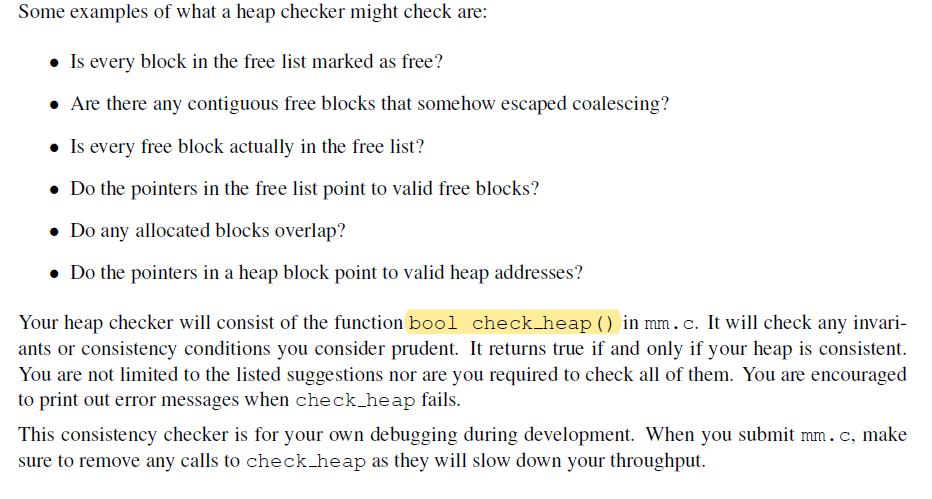 Some examples of what a heap checker might check are:
• Is every block in the free list marked as free?
• Are there any contiguous free blocks that somehow escaped coalescing?
• Is every free block actually in the free list?
• Do the pointers in the free list point to valid free blocks?
• Do any allocated blocks overlap?
• Do the pointers in a heap block point to valid heap addresses?
Your heap checker will consist of the function bool check_heap() in mm.c. It will check any invari-
ants or consistency conditions you consider prudent. It returns true if and only if your heap is consistent.
You are not limited to the listed suggestions nor are you required to check all of them. You are encouraged
to print out error messages when check_heap fails.
This consistency checker is for your own debugging during development. When you submit mm.c, make
sure to remove any calls to check_heap as they will slow down your throughput.